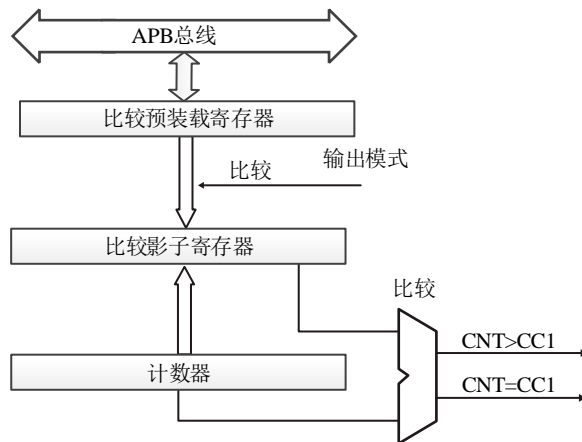 APB总线
比较预装载寄存器
输出模式
比较
比较影子寄存器
比较
CNT>CC1
计数器
CNT=CC1